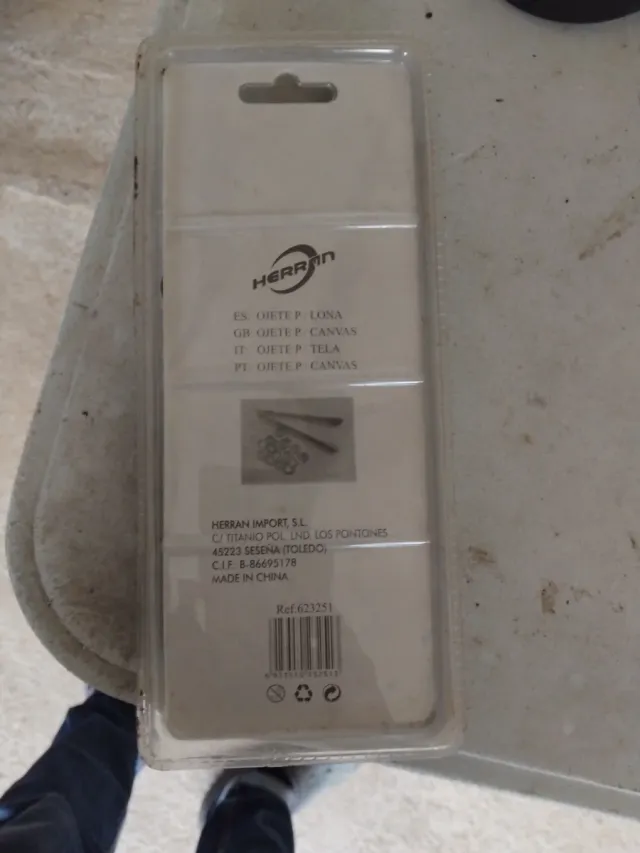 HERRAN
ES: OJETE P/ LONA
GR: OJETE P/ CANVAS
IT: OJETE P/ TELA
PT: OJETE P/ CANVAS
HERRAN IMPORT, S.L.
C/ TITANIO POL. LND. LOS PONTONES
45223 SESEÑA (TOLEDO)
C.I.F. B-86695178
MADE IN CHINA
Ref.623251